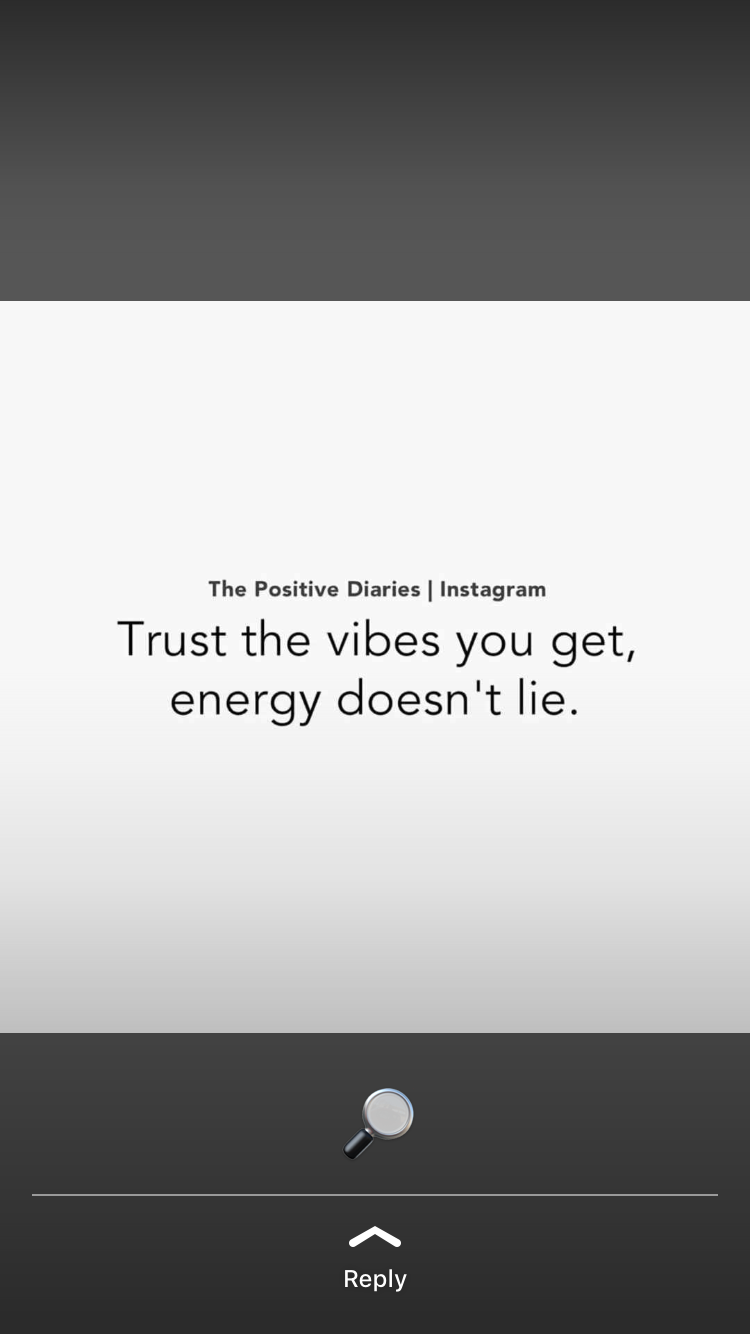 The Positive Diaries | Instagram
Trust the vibes you get,
energy doesn't lie.
Reply